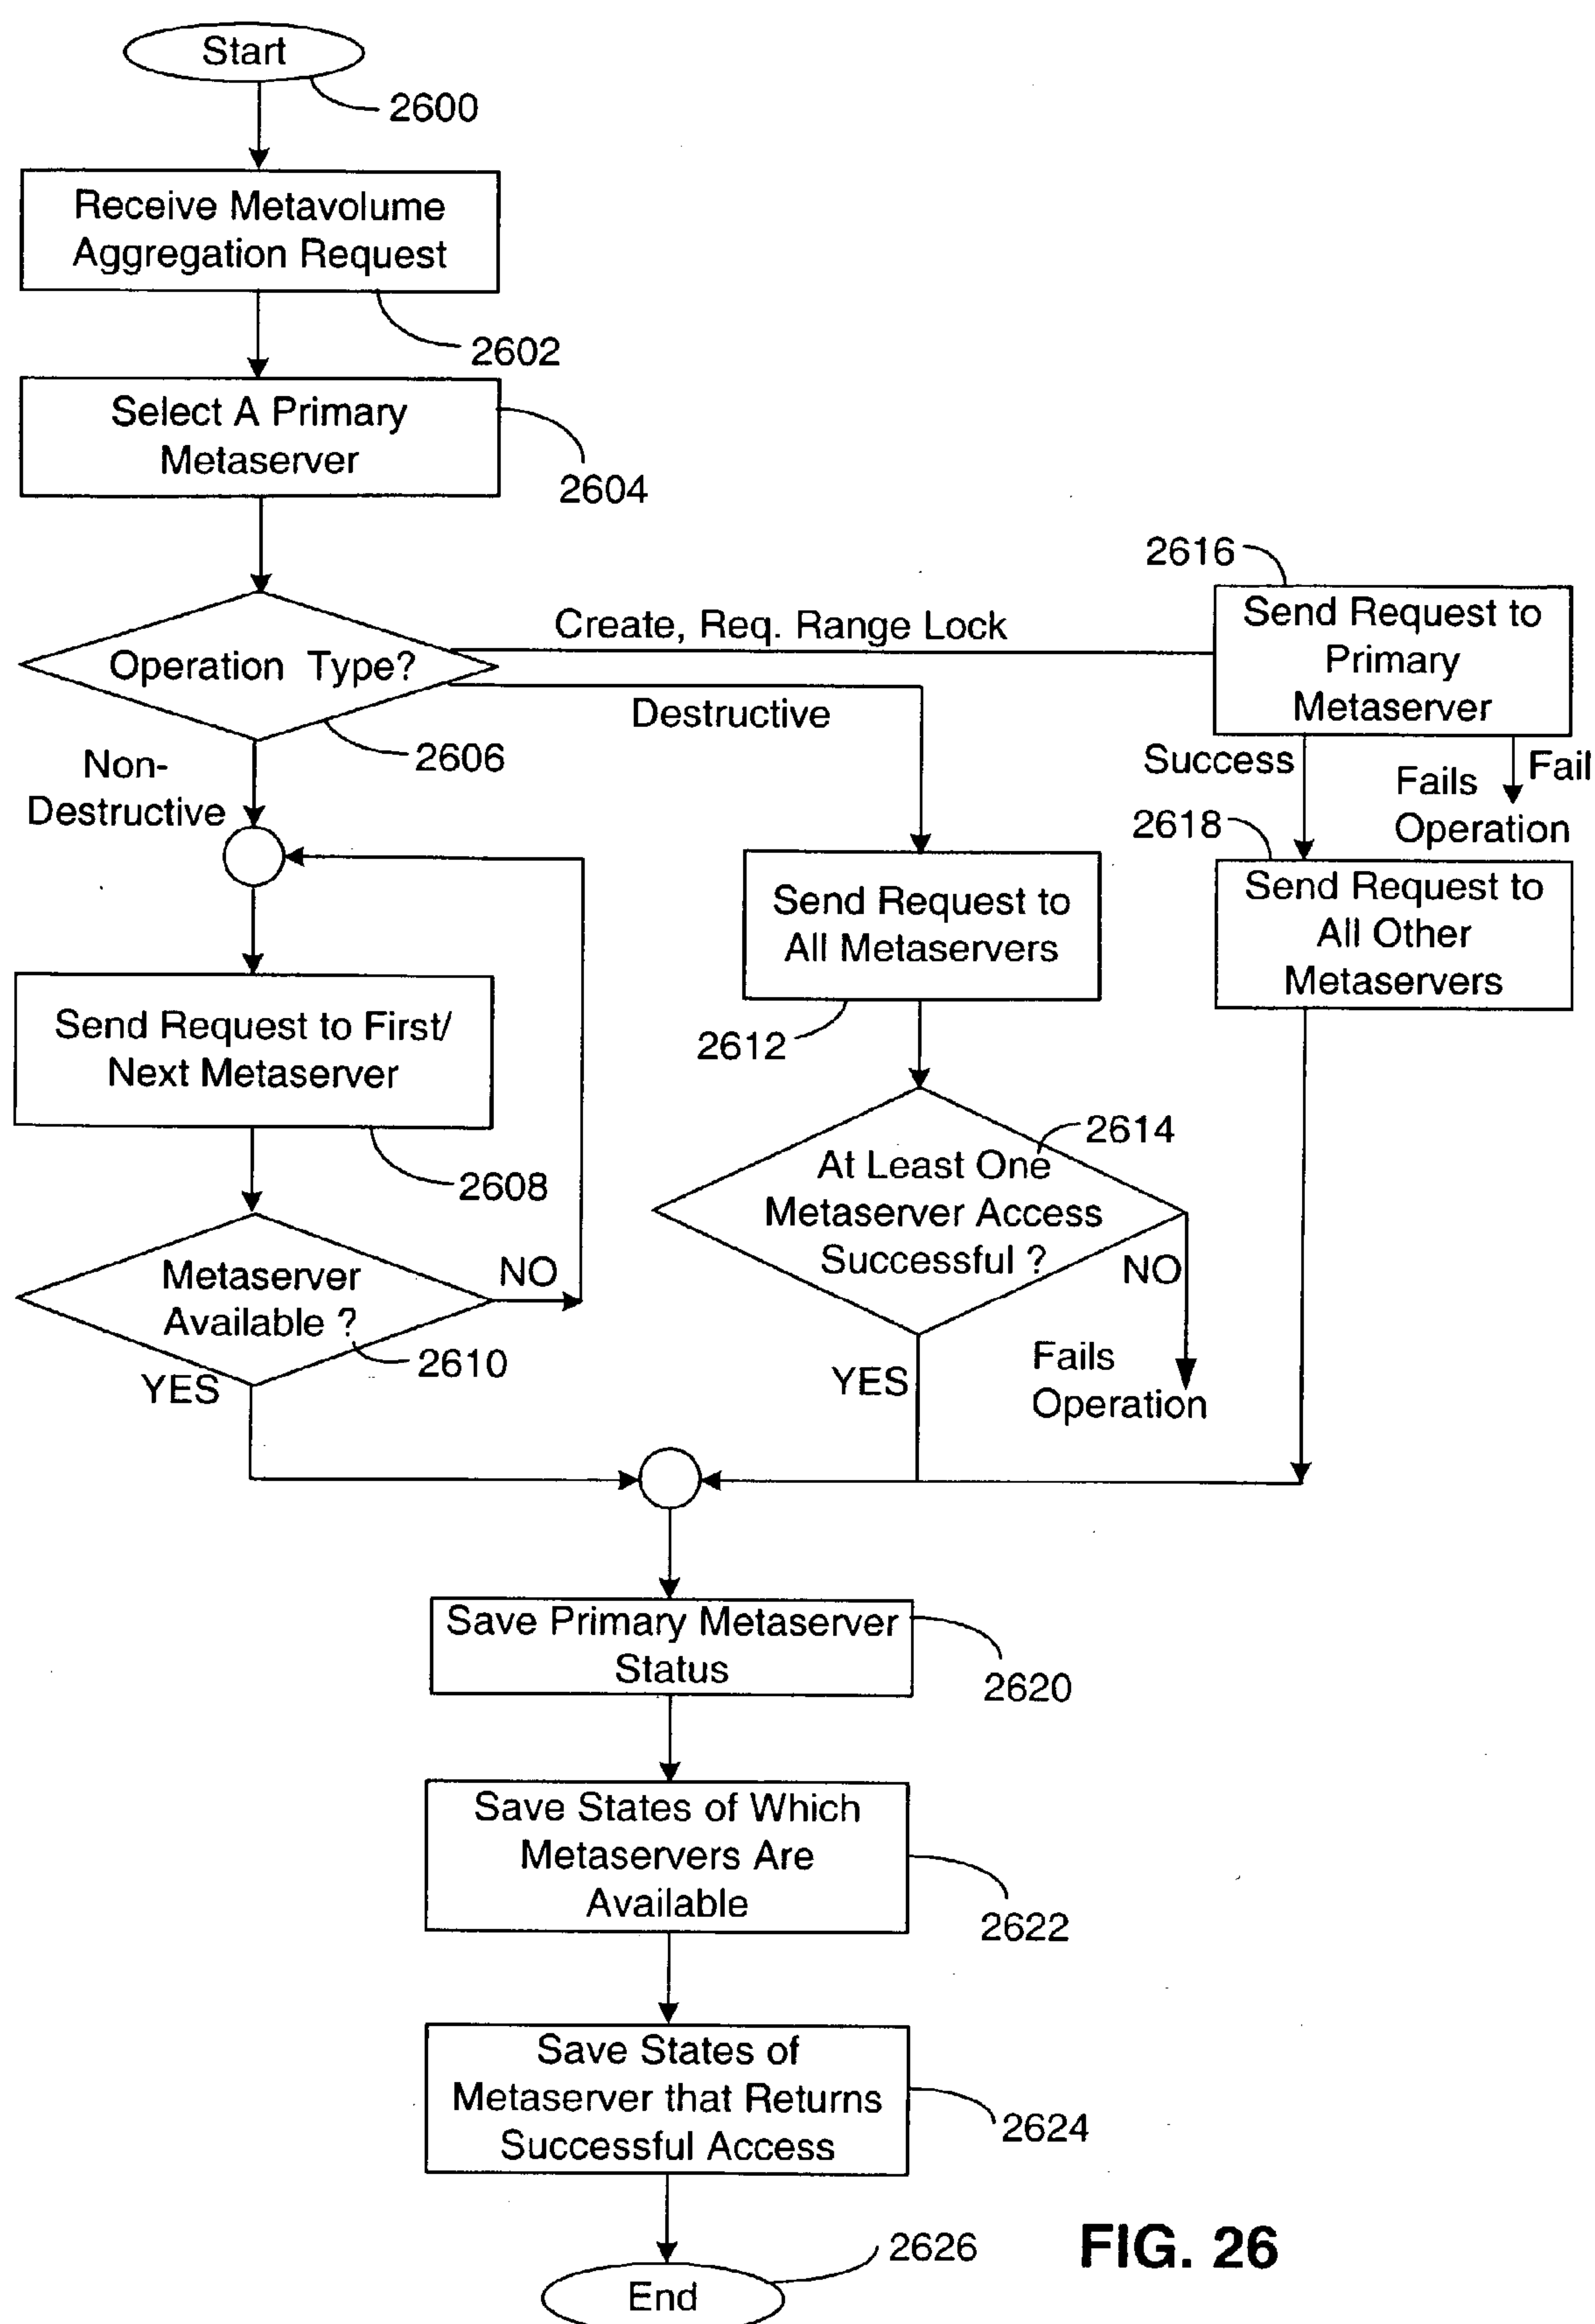 Start
2600
Receive Metavolume
Aggregation Request
2602
Select A Primary
Metaserver
2604
Operation Type?
2606
Create, Req. Range Lock
Destructive
Non-
Destructive
2616
Send Request to
Primary
Metaserver
Success
Fail
Fails
Operation
2618
Send Request to
All Other
Metaservers
Send Request to
All Metaservers
2612
Send Request to First/
Next Metaserver
2608
2614
At Least One
Metaserver Access
Successful ?
NO
Fails
Operation
YES
Metaserver
Available ?
NO
2610
YES
Save Primary Metaserver
Status
2620
Save States of Which
Metaservers Are
Available
2622
Save States of
Metaserver that Returns
Successful Access
2624
2626
End
FIG. 26